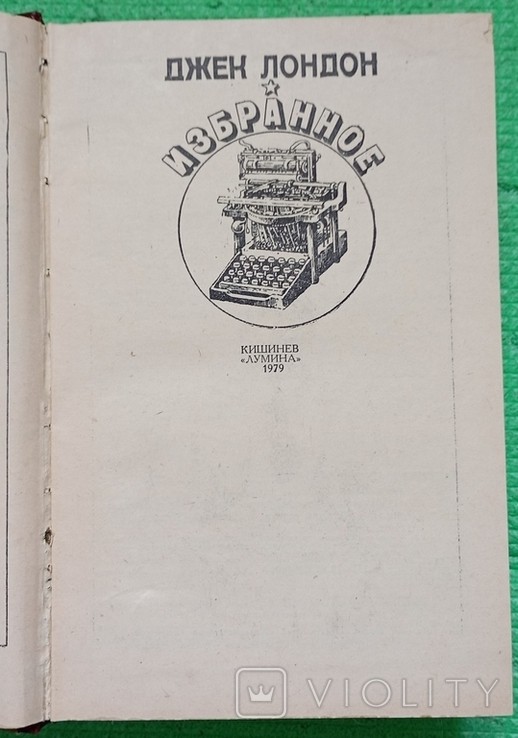 ДЖЕК ЛОНДОН
ИЗБРАННОЕ
КИШИНЕВ
«ЛУМИНА»
1979
VIOLITY